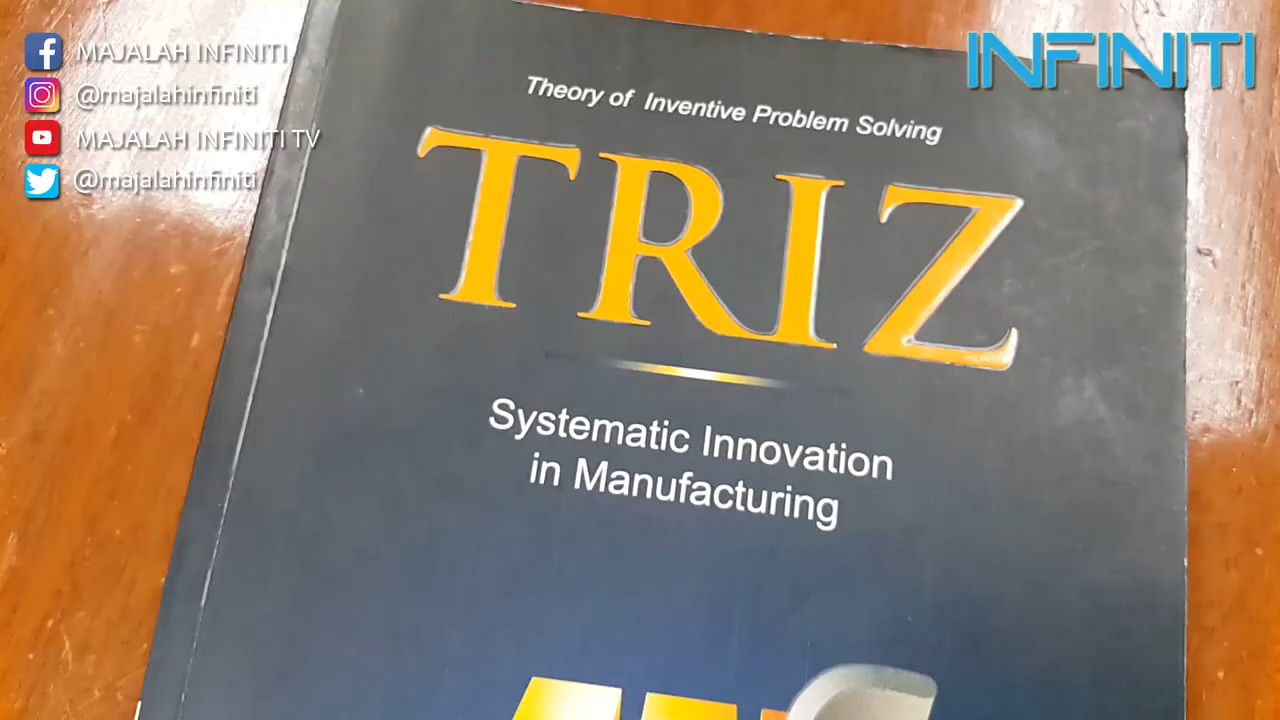 MAJALAH INFINITI
@majalahinfiniti
MAJALAH INFINITI TV
@majalahinfiniti
INFINITI
Theory of Inventive Problem Solving
TRIZ
Systematic Innovation
in Manufacturing